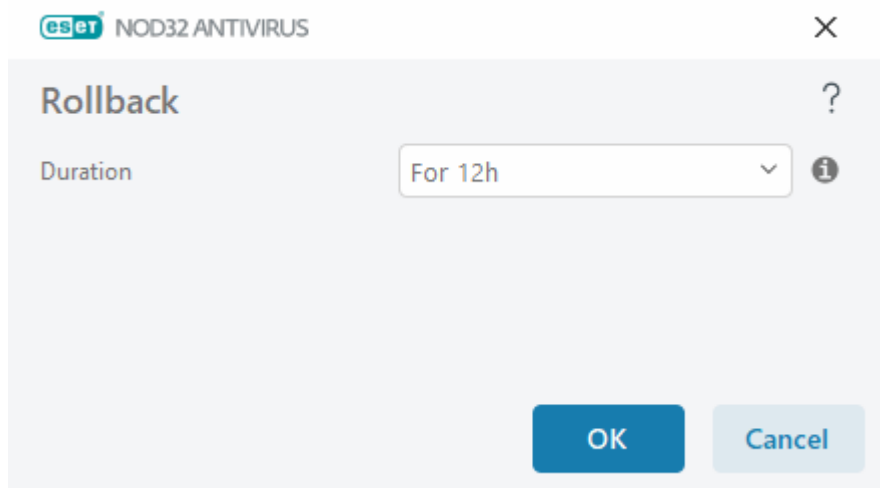 eset NOD32 ANTIVIRUS
Rollback
?
Duration For 12h
OK Cancel